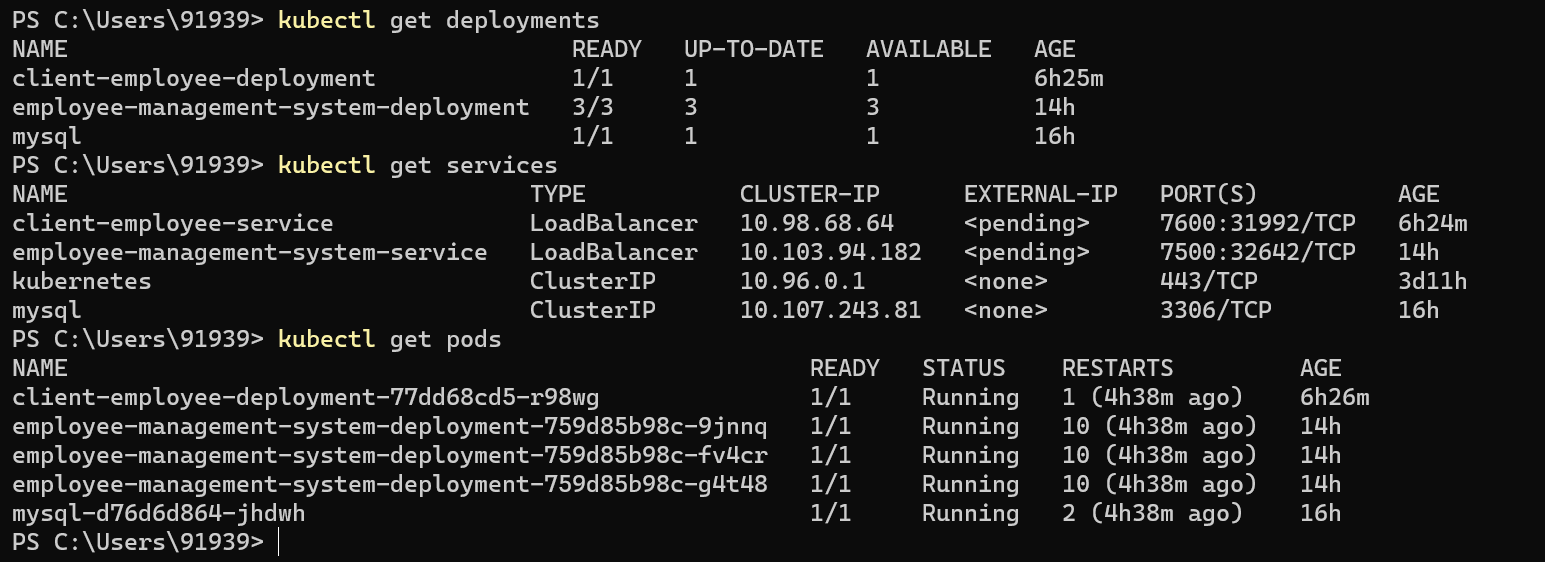 PS C:\Users\91939> kubectl get deployments
NAME                                    READY   UP-TO-DATE   AVAILABLE   AGE
client-employee-deployment              1/1     1            1           6h25m
employee-management-system-deployment   3/3     3            3           14h
mysql                                   1/1     1            1           16h
PS C:\Users\91939> kubectl get services
NAME                                 TYPE           CLUSTER-IP      EXTERNAL-IP   PORT(S)          AGE
client-employee-service              LoadBalancer   10.98.68.64     <pending>     7600:31992/TCP   6h24m
employee-management-system-service   LoadBalancer   10.103.94.182   <pending>     7500:32642/TCP   14h
kubernetes                           ClusterIP      10.96.0.1       <none>        443/TCP          3d11h
mysql                                ClusterIP      10.107.243.81   <none>        3306/TCP         16h
PS C:\Users\91939> kubectl get pods
NAME                                                     READY   STATUS    RESTARTS         AGE
client-employee-deployment-77dd68cd5-r98wg               1/1     Running   1 (4h38m ago)    6h26m
employee-management-system-deployment-759d85b98c-9jnnq   1/1     Running   10 (4h38m ago)   14h
employee-management-system-deployment-759d85b98c-fv4cr   1/1     Running   10 (4h38m ago)   14h
employee-management-system-deployment-759d85b98c-g4t48   1/1     Running   10 (4h38m ago)   14h
mysql-d76d6d864-jhdwh                                    1/1     Running   2 (4h38m ago)    16h
PS C:\Users\91939>